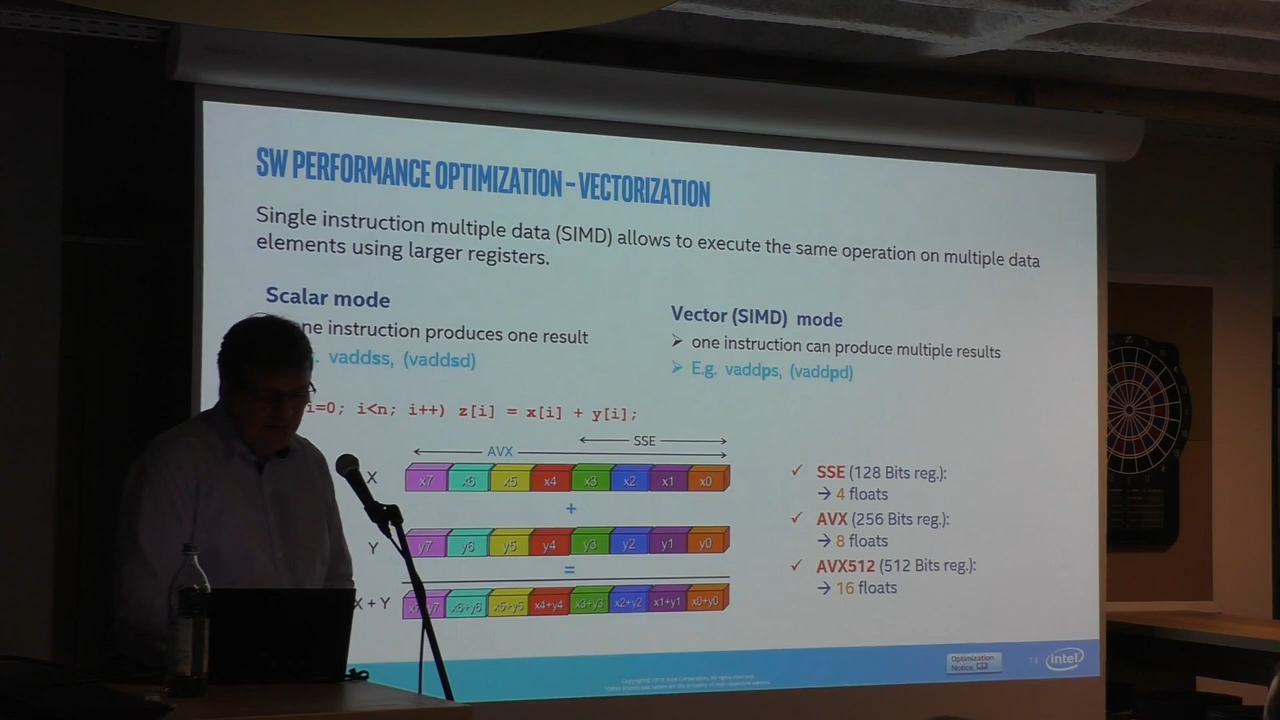 SW PERFORMANCE OPTIMIZATION – VECTORIZATION
Single instruction multiple data (SIMD) allows to execute the same operation on multiple data
elements using larger registers.
Scalar mode
ne instruction produces one result
. vaddss, (vaddsd)
Vector (SIMD) mode
➢ one instruction can produce multiple results
➢ E.g. vaddps, (vaddpd)
i=0; i<n; i++) z[i] = x[i] + y[i];
SSE
AVX
X x7 x6 x5 x4 x3 x2 x1 x0
+
Y y7 y6 y5 y4 y3 y2 y1 y0
=
X + Y x6+y6 x5+y5 x4+y4 x3+y3 x2+y2 x1+y1 x0+y0
✓ SSE (128 Bits reg.):
→ 4 floats
✓ AVX (256 Bits reg.):
→ 8 floats
✓ AVX512 (512 Bits reg.):
→ 16 floats
Optimization
Notice
14
intel